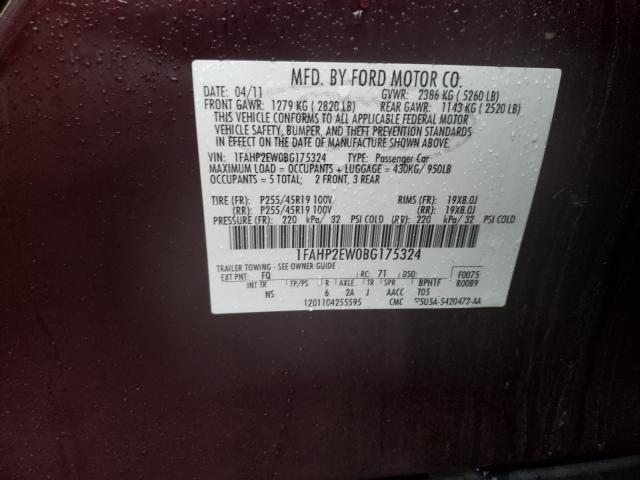 MFD. BY FORD MOTOR CO.
DATE: 04/11 GVWR: 2386 KG ( 5260 LB)
FRONT GAWR: 1279 KG ( 2820 LB) REAR GAWR: 1143 KG ( 2520 LB)
THIS VEHICLE CONFORMS TO ALL APPLICABLE FEDERAL MOTOR
VEHICLE SAFETY, BUMPER, AND THEFT PREVENTION STANDARDS
IN EFFECT ON THE DATE OF MANUFACTURE SHOWN ABOVE.
VIN: 1FAHP2EW0BG175324 TYPE: Passenger Car
MAXIMUM LOAD = OCCUPANTS + LUGGAGE = 430KG/ 950LB
OCCUPANTS = 5 TOTAL; 2 FRONT, 3 REAR
TIRE (FR): P255/45R19 100V RIMS (FR): 19X8.0J
(RR): P255/45R19 100V (RR): 19X8.0J
PRESSURE (FR): 220 kPa/ 32 PSI COLD (RR): 220 kPa/ 32 PSI COLD
1FAHP2EW0BG175324
TRAILER TOWING - SEE OWNER GUIDE
EXT PNT: FQ RC: 71 DSO: F0075
INT TR TP/PS R AXLE TR SPR BPH1F R0089
NS 6 2A J AACC T05
1201104255595 CMC 5U5A-5420472-AA